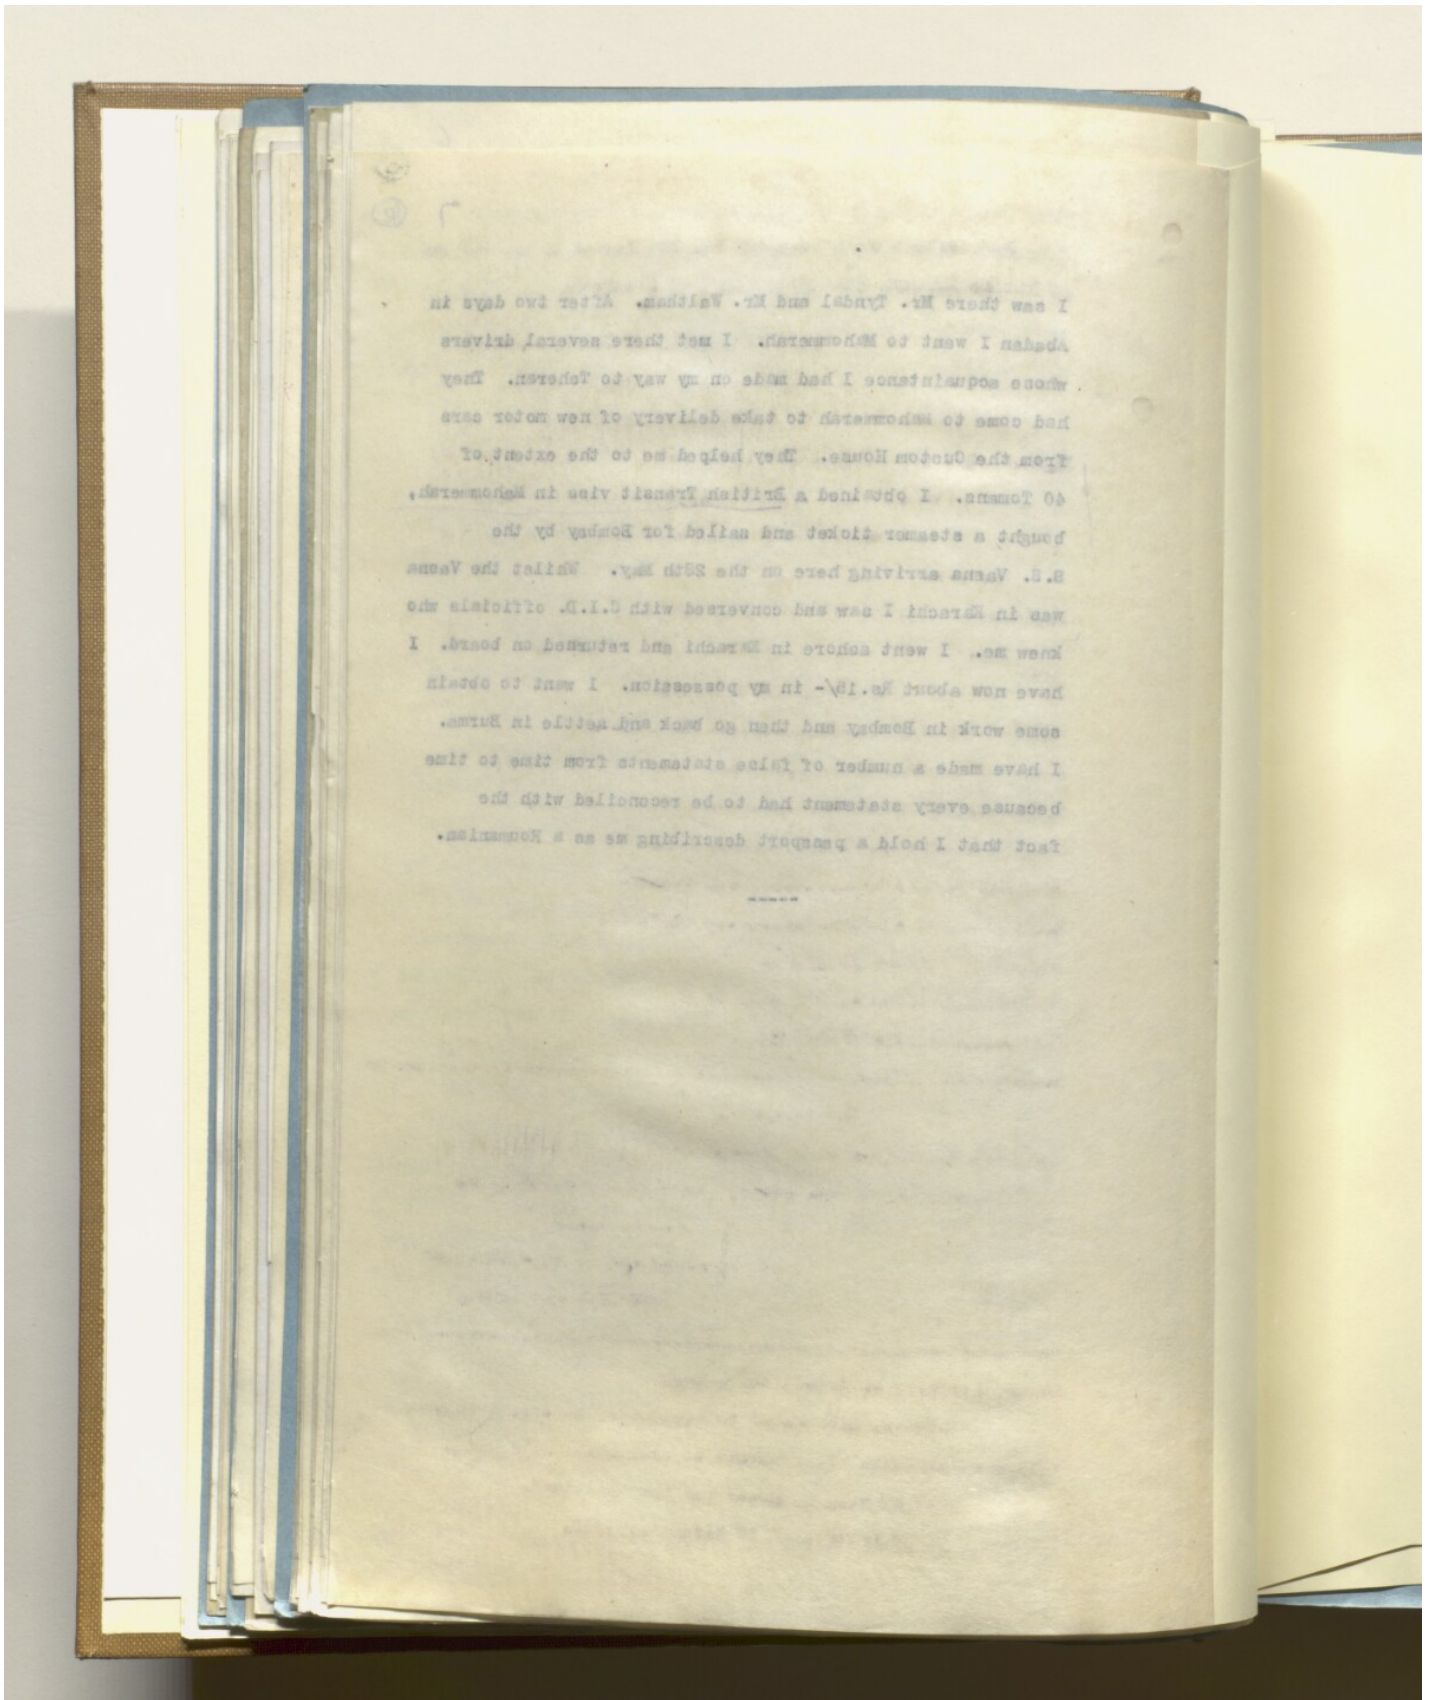 7
I saw there Mr. Tyndal and Mr. Waltham. After two days in
Abadan I went to Mahommerah. I met there several drivers
whose acquaintance I had made on my way to Teheran. They
had come to Mahommerah to take delivery of new motor cars
from the Custom House. They helped me to the extent of
40 Tomans. I obtained a British Transit visa in Mahommerah,
bought a steamer ticket and sailed for Bombay by the
S.S. Varna arriving here on the 28th May. Whilst the Varna
was in Karachi I saw and conversed with C.I.D. officials who
knew me. I went ashore in Karachi and returned on board. I
have now about Rs.15/- in my possession. I want to obtain
some work in Bombay and then go back and settle in Burma.
I have made a number of false statements from time to time
because every statement had to be reconciled with the
fact that I hold a passport describing me as a Roumanian.
-----